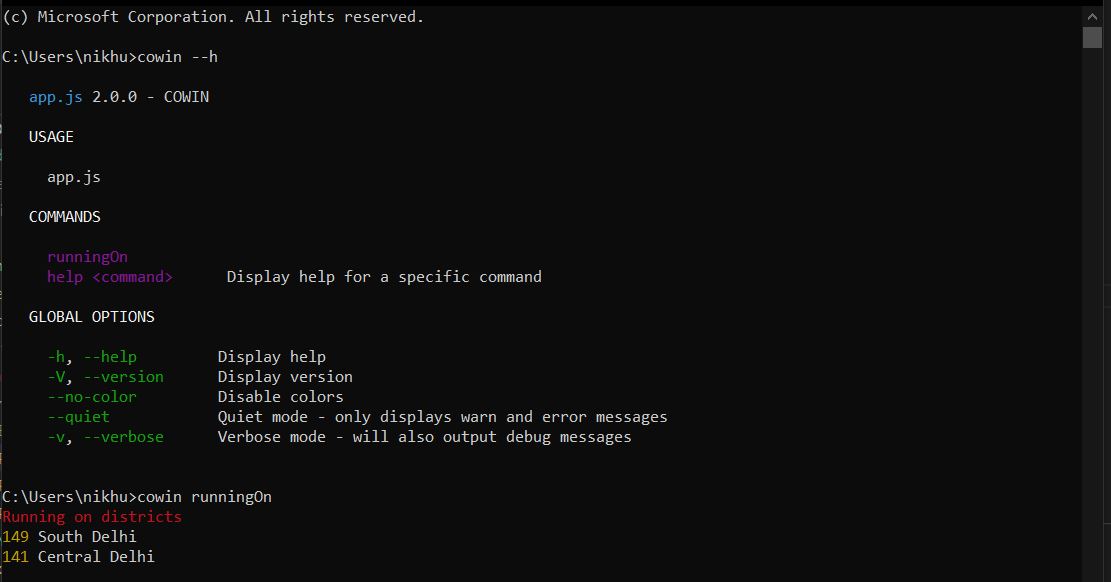 (c) Microsoft Corporation. All rights reserved.
C:\Users\nikhu>cowin --h
app.js 2.0.0 - COWIN
USAGE
app.js
COMMANDS
runningOn
help <command> Display help for a specific command
GLOBAL OPTIONS
-h, --help Display help
-V, --version Display version
--no-color Disable colors
--quiet Quiet mode - only displays warn and error messages
-v, --verbose Verbose mode - will also output debug messages
C:\Users\nikhu>cowin runningOn
Running on districts
149 South Delhi
141 Central Delhi